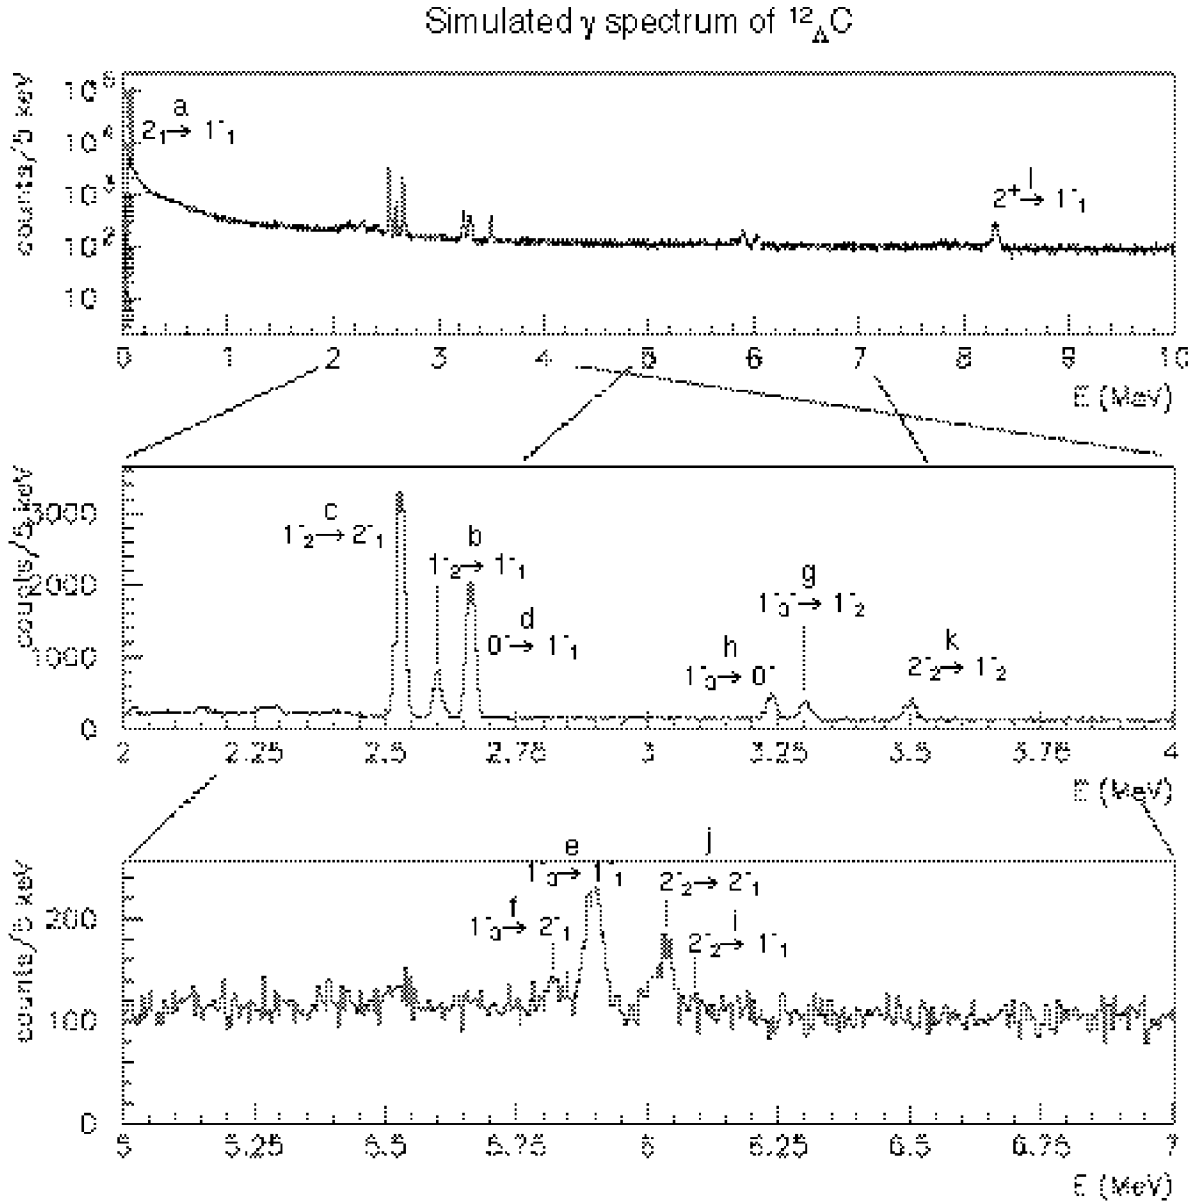 Simulated γ spectrum of ¹²ΛC
counts/5 keV
10⁵
a
2⁻₁→ 1⁻₁
10⁴
10³
10²
10
l
2⁺→ 1⁻₁
0 1 2 3 4 5 6 7 8 9 10
E (MeV)
counts/5 keV
3000
2000
1000
0
c
1⁻₂→ 2⁻₁
b
1⁻₂→ 1⁻₁
d
0⁻→ 1⁻₁
g
1⁻₃→ 1⁻₂
h
1⁻₃→ 0⁻
k
2⁻₂→ 1⁻₂
2 2.25 2.5 2.75 3 3.25 3.5 3.75 4
E (MeV)
counts/5 keV
200
100
0
e
1⁻₃→ 1⁻₁
j
2⁻₂→ 2⁻₁
f
1⁻₃→ 2⁻₁
i
2⁻₂→ 1⁻₁
5 5.25 5.5 5.75 6 6.25 6.5 6.75 7
E (MeV)